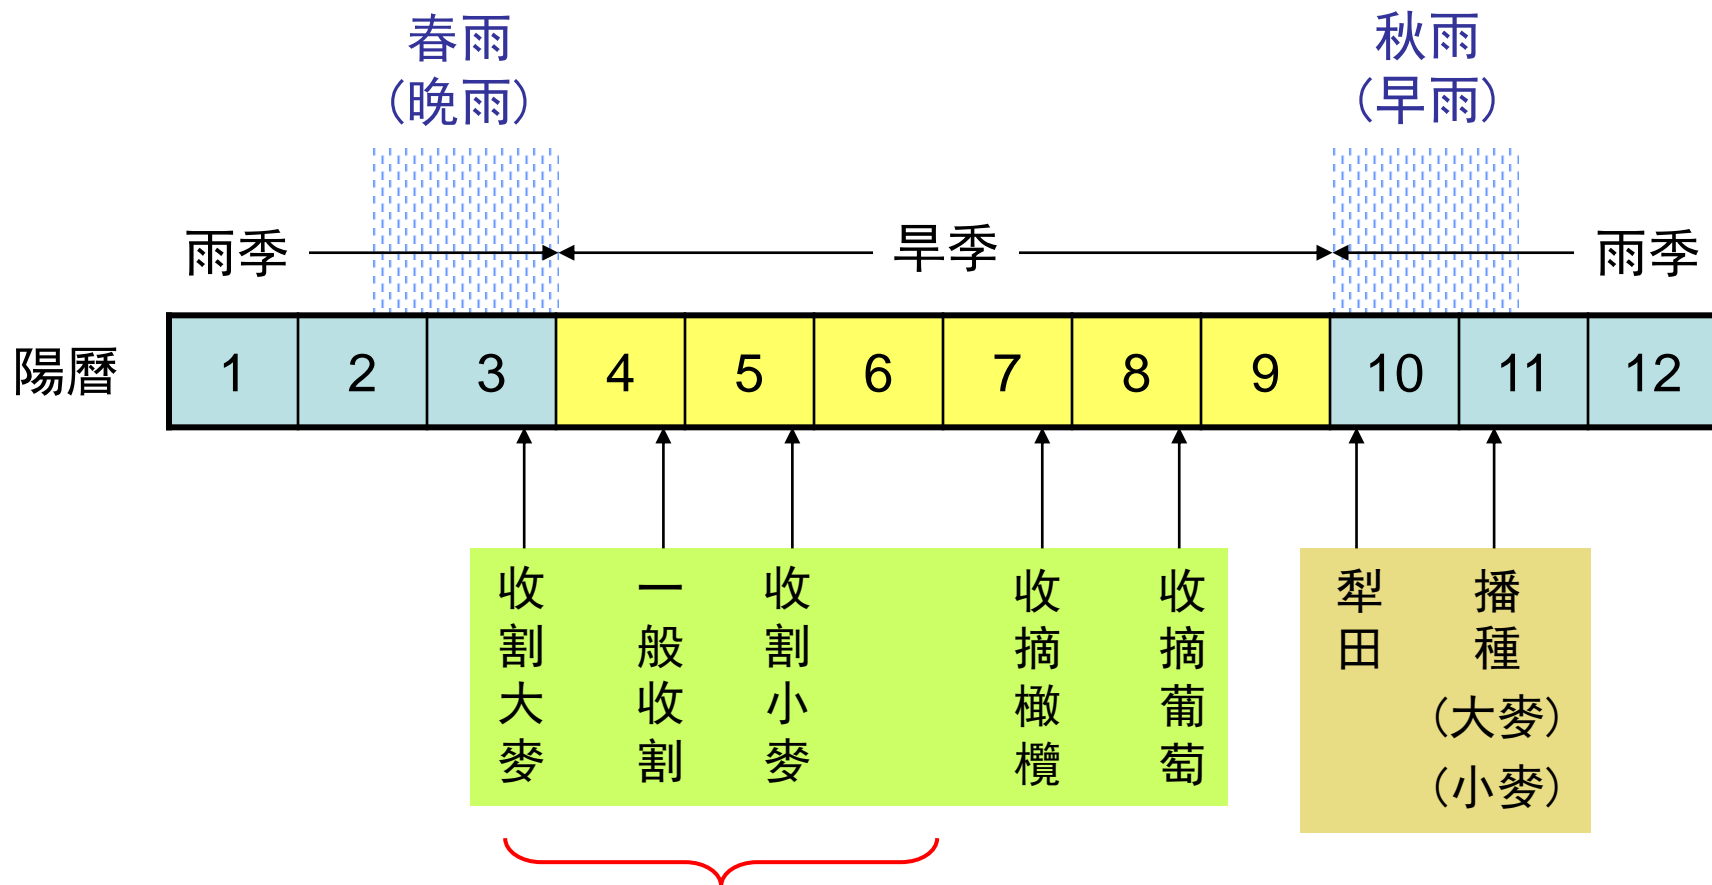 春雨
（晚雨）
秋雨
（早雨）
雨季
旱季
雨季
陽曆
1 2 3 4 5 6 7 8 9 10 11 12
收割大麥
一般收割
收割小麥
收摘橄欖
收摘葡萄
犁田
播種
（大麥）
（小麥）